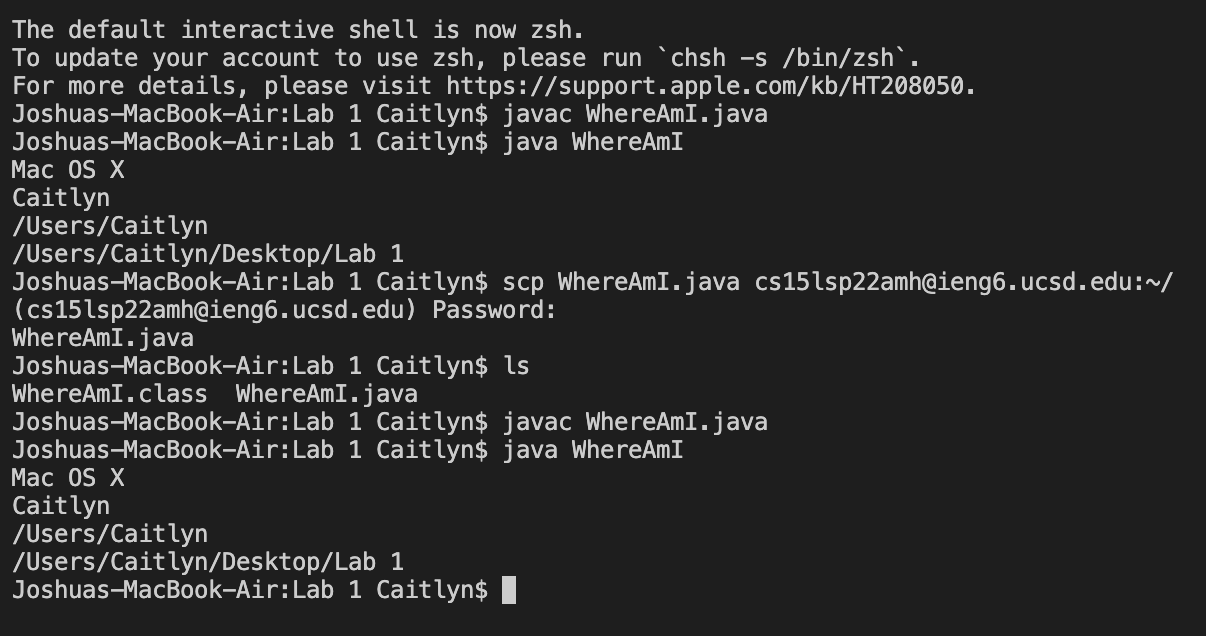 The default interactive shell is now zsh.
To update your account to use zsh, please run `chsh -s /bin/zsh`.
For more details, please visit https://support.apple.com/kb/HT208050.
Joshuas-MacBook-Air:Lab 1 Caitlyn$ javac WhereAmI.java
Joshuas-MacBook-Air:Lab 1 Caitlyn$ java WhereAmI
Mac OS X
Caitlyn
/Users/Caitlyn
/Users/Caitlyn/Desktop/Lab 1
Joshuas-MacBook-Air:Lab 1 Caitlyn$ scp WhereAmI.java cs15lsp22amh@ieng6.ucsd.edu:~/
(cs15lsp22amh@ieng6.ucsd.edu) Password:
WhereAmI.java
Joshuas-MacBook-Air:Lab 1 Caitlyn$ ls
WhereAmI.class  WhereAmI.java
Joshuas-MacBook-Air:Lab 1 Caitlyn$ javac WhereAmI.java
Joshuas-MacBook-Air:Lab 1 Caitlyn$ java WhereAmI
Mac OS X
Caitlyn
/Users/Caitlyn
/Users/Caitlyn/Desktop/Lab 1
Joshuas-MacBook-Air:Lab 1 Caitlyn$